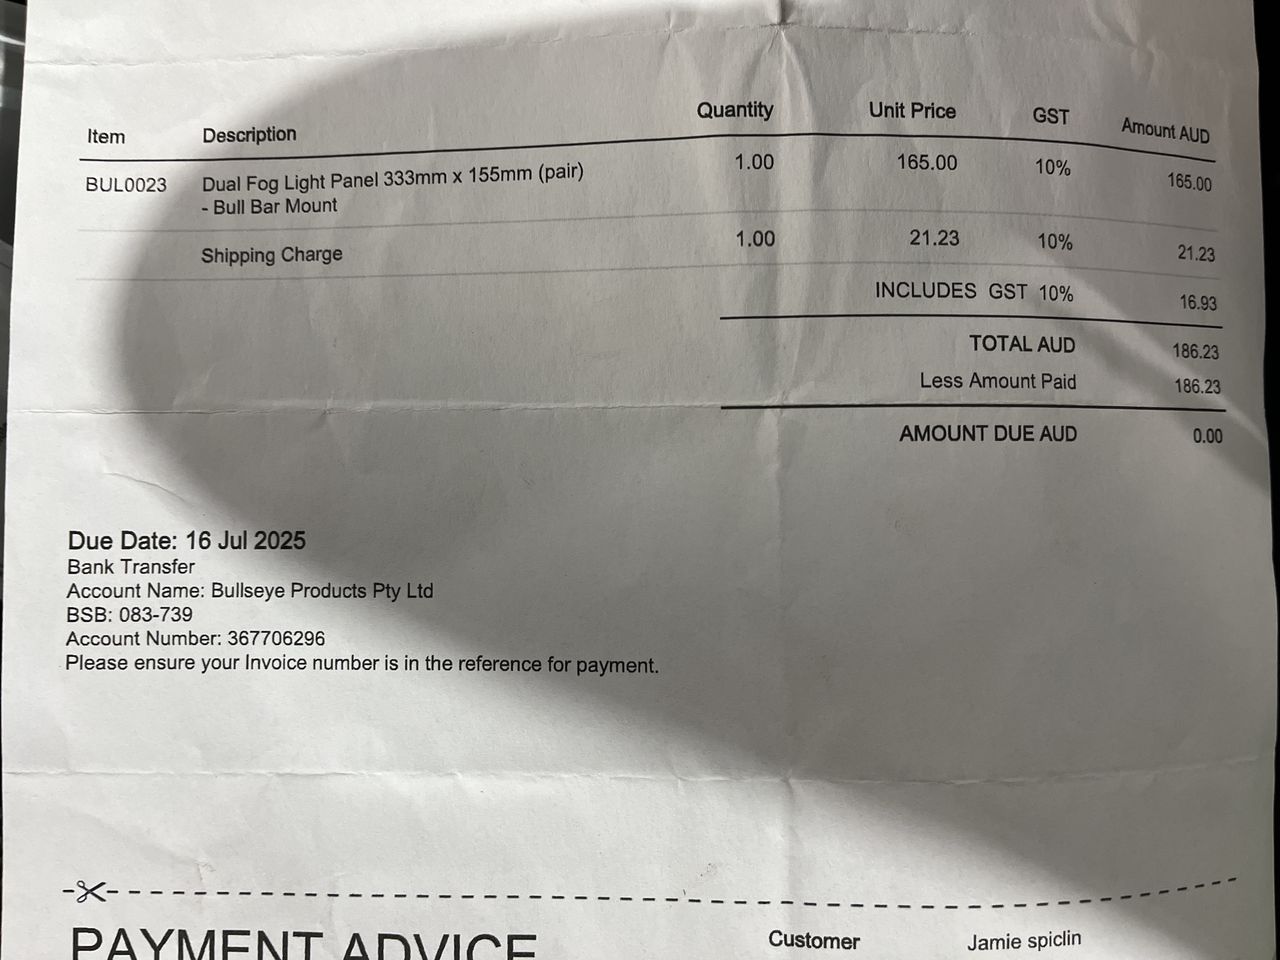 Item Description Quantity Unit Price GST Amount AUD
BUL0023 Dual Fog Light Panel 333mm x 155mm (pair) 1.00 165.00 10% 165.00
- Bull Bar Mount
Shipping Charge 1.00 21.23 10% 21.23
INCLUDES GST 10% 16.93
TOTAL AUD 186.23
Less Amount Paid 186.23
AMOUNT DUE AUD 0.00
Due Date: 16 Jul 2025
Bank Transfer
Account Name: Bullseye Products Pty Ltd
BSB: 083-739
Account Number: 367706296
Please ensure your Invoice number is in the reference for payment.
PAYMENT ADVICE Customer Jamie spiclin